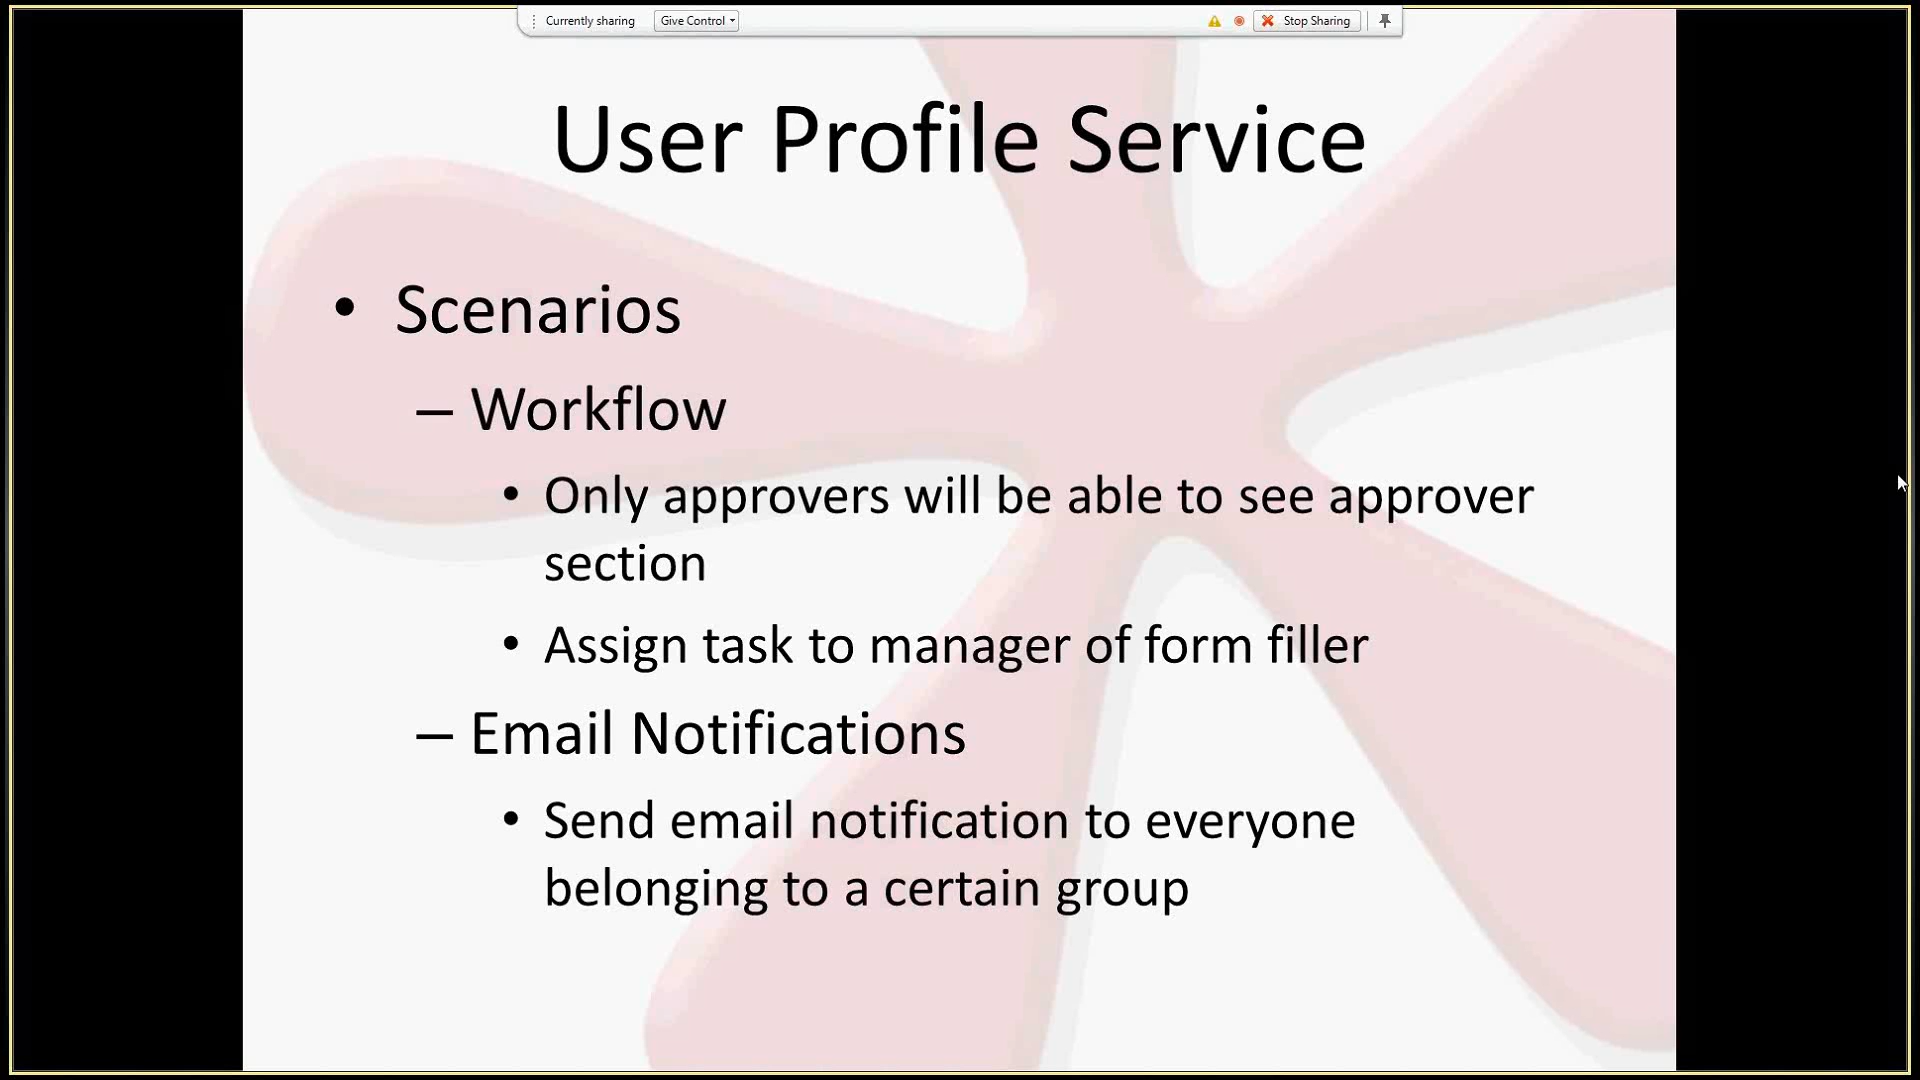 Currently sharing Give Control Stop Sharing
User Profile Service
• Scenarios
– Workflow
• Only approvers will be able to see approver
section
• Assign task to manager of form filler
– Email Notifications
• Send email notification to everyone
belonging to a certain group